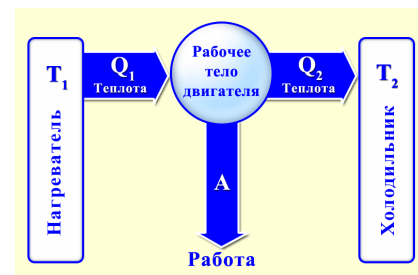 T1
Нагреватель
Q1
Теплота
Рабочее
тело
двигателя
Q2
Теплота
T2
Холодильник
A
Работа